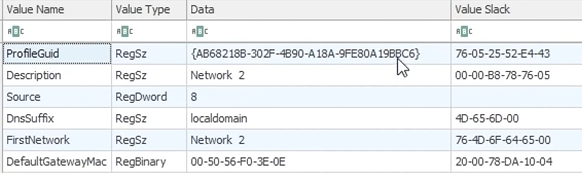 Value Name Value Type Data Value Slack
ProfileGuid RegSz {AB68218B-302F-4B90-A18A-9FE80A19BBC6} 76-05-25-52-E4-43
Description RegSz Network 2 00-00-B8-78-76-05
Source RegDword 8
DnsSuffix RegSz localdomain 4D-65-6D-00
FirstNetwork RegSz Network 2 76-4D-6F-64-65-00
DefaultGatewayMac RegBinary 00-50-56-F0-3E-0E 20-00-78-DA-10-04